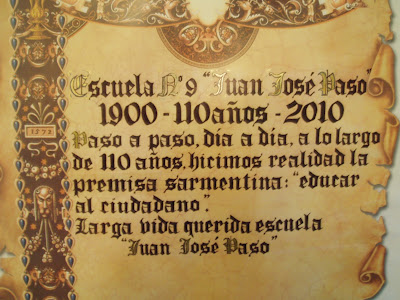 Escuela Nº 9 "Juan José Paso"
1900 - 110 años - 2010
Paso a paso, día a día, a lo largo
de 110 años, hicimos realidad la
premisa sarmentina: "educar
al ciudadano".
Larga vida querida escuela
"Juan José Paso"